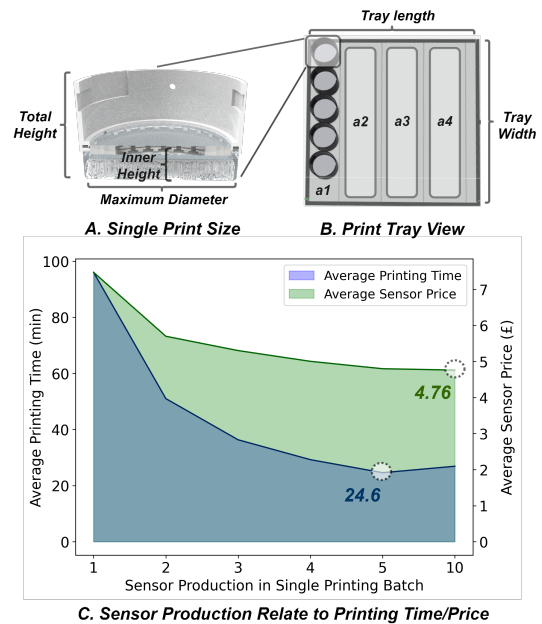 Tray length
Total
Height
Inner
Height
Maximum Diameter
a1
a2
a3
a4
Tray
Width
A. Single Print Size
B. Print Tray View
100
80
60
40
20
0
Average Printing Time (min)
Average Printing Time
Average Sensor Price
7
6
5
4
3
2
1
0
Average Sensor Price (£)
4.76
24.6
1 2 3 4 5 10
Sensor Production in Single Printing Batch
C. Sensor Production Relate to Printing Time/Price